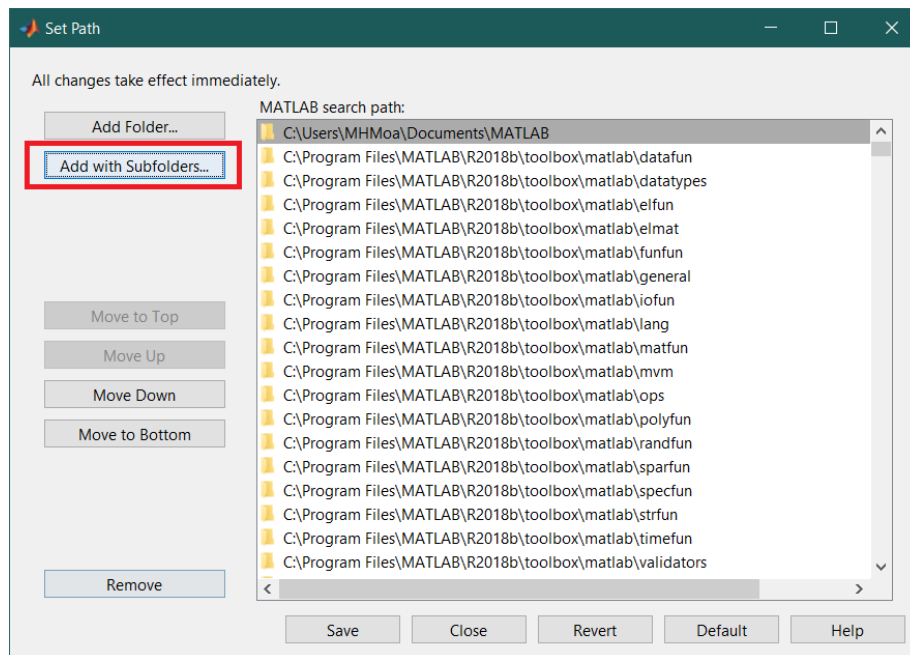 Set Path
All changes take effect immediately.
MATLAB search path:
Add Folder...
Add with Subfolders...
Move to Top
Move Up
Move Down
Move to Bottom
Remove
C:\Users\MHMoa\Documents\MATLAB
C:\Program Files\MATLAB\R2018b\toolbox\matlab\datafun
C:\Program Files\MATLAB\R2018b\toolbox\matlab\datatypes
C:\Program Files\MATLAB\R2018b\toolbox\matlab\elfun
C:\Program Files\MATLAB\R2018b\toolbox\matlab\elmat
C:\Program Files\MATLAB\R2018b\toolbox\matlab\funfun
C:\Program Files\MATLAB\R2018b\toolbox\matlab\general
C:\Program Files\MATLAB\R2018b\toolbox\matlab\iofun
C:\Program Files\MATLAB\R2018b\toolbox\matlab\lang
C:\Program Files\MATLAB\R2018b\toolbox\matlab\matfun
C:\Program Files\MATLAB\R2018b\toolbox\matlab\mvm
C:\Program Files\MATLAB\R2018b\toolbox\matlab\ops
C:\Program Files\MATLAB\R2018b\toolbox\matlab\polyfun
C:\Program Files\MATLAB\R2018b\toolbox\matlab\randfun
C:\Program Files\MATLAB\R2018b\toolbox\matlab\sparfun
C:\Program Files\MATLAB\R2018b\toolbox\matlab\specfun
C:\Program Files\MATLAB\R2018b\toolbox\matlab\strfun
C:\Program Files\MATLAB\R2018b\toolbox\matlab\timefun
C:\Program Files\MATLAB\R2018b\toolbox\matlab\validators
Save Close Revert Default Help